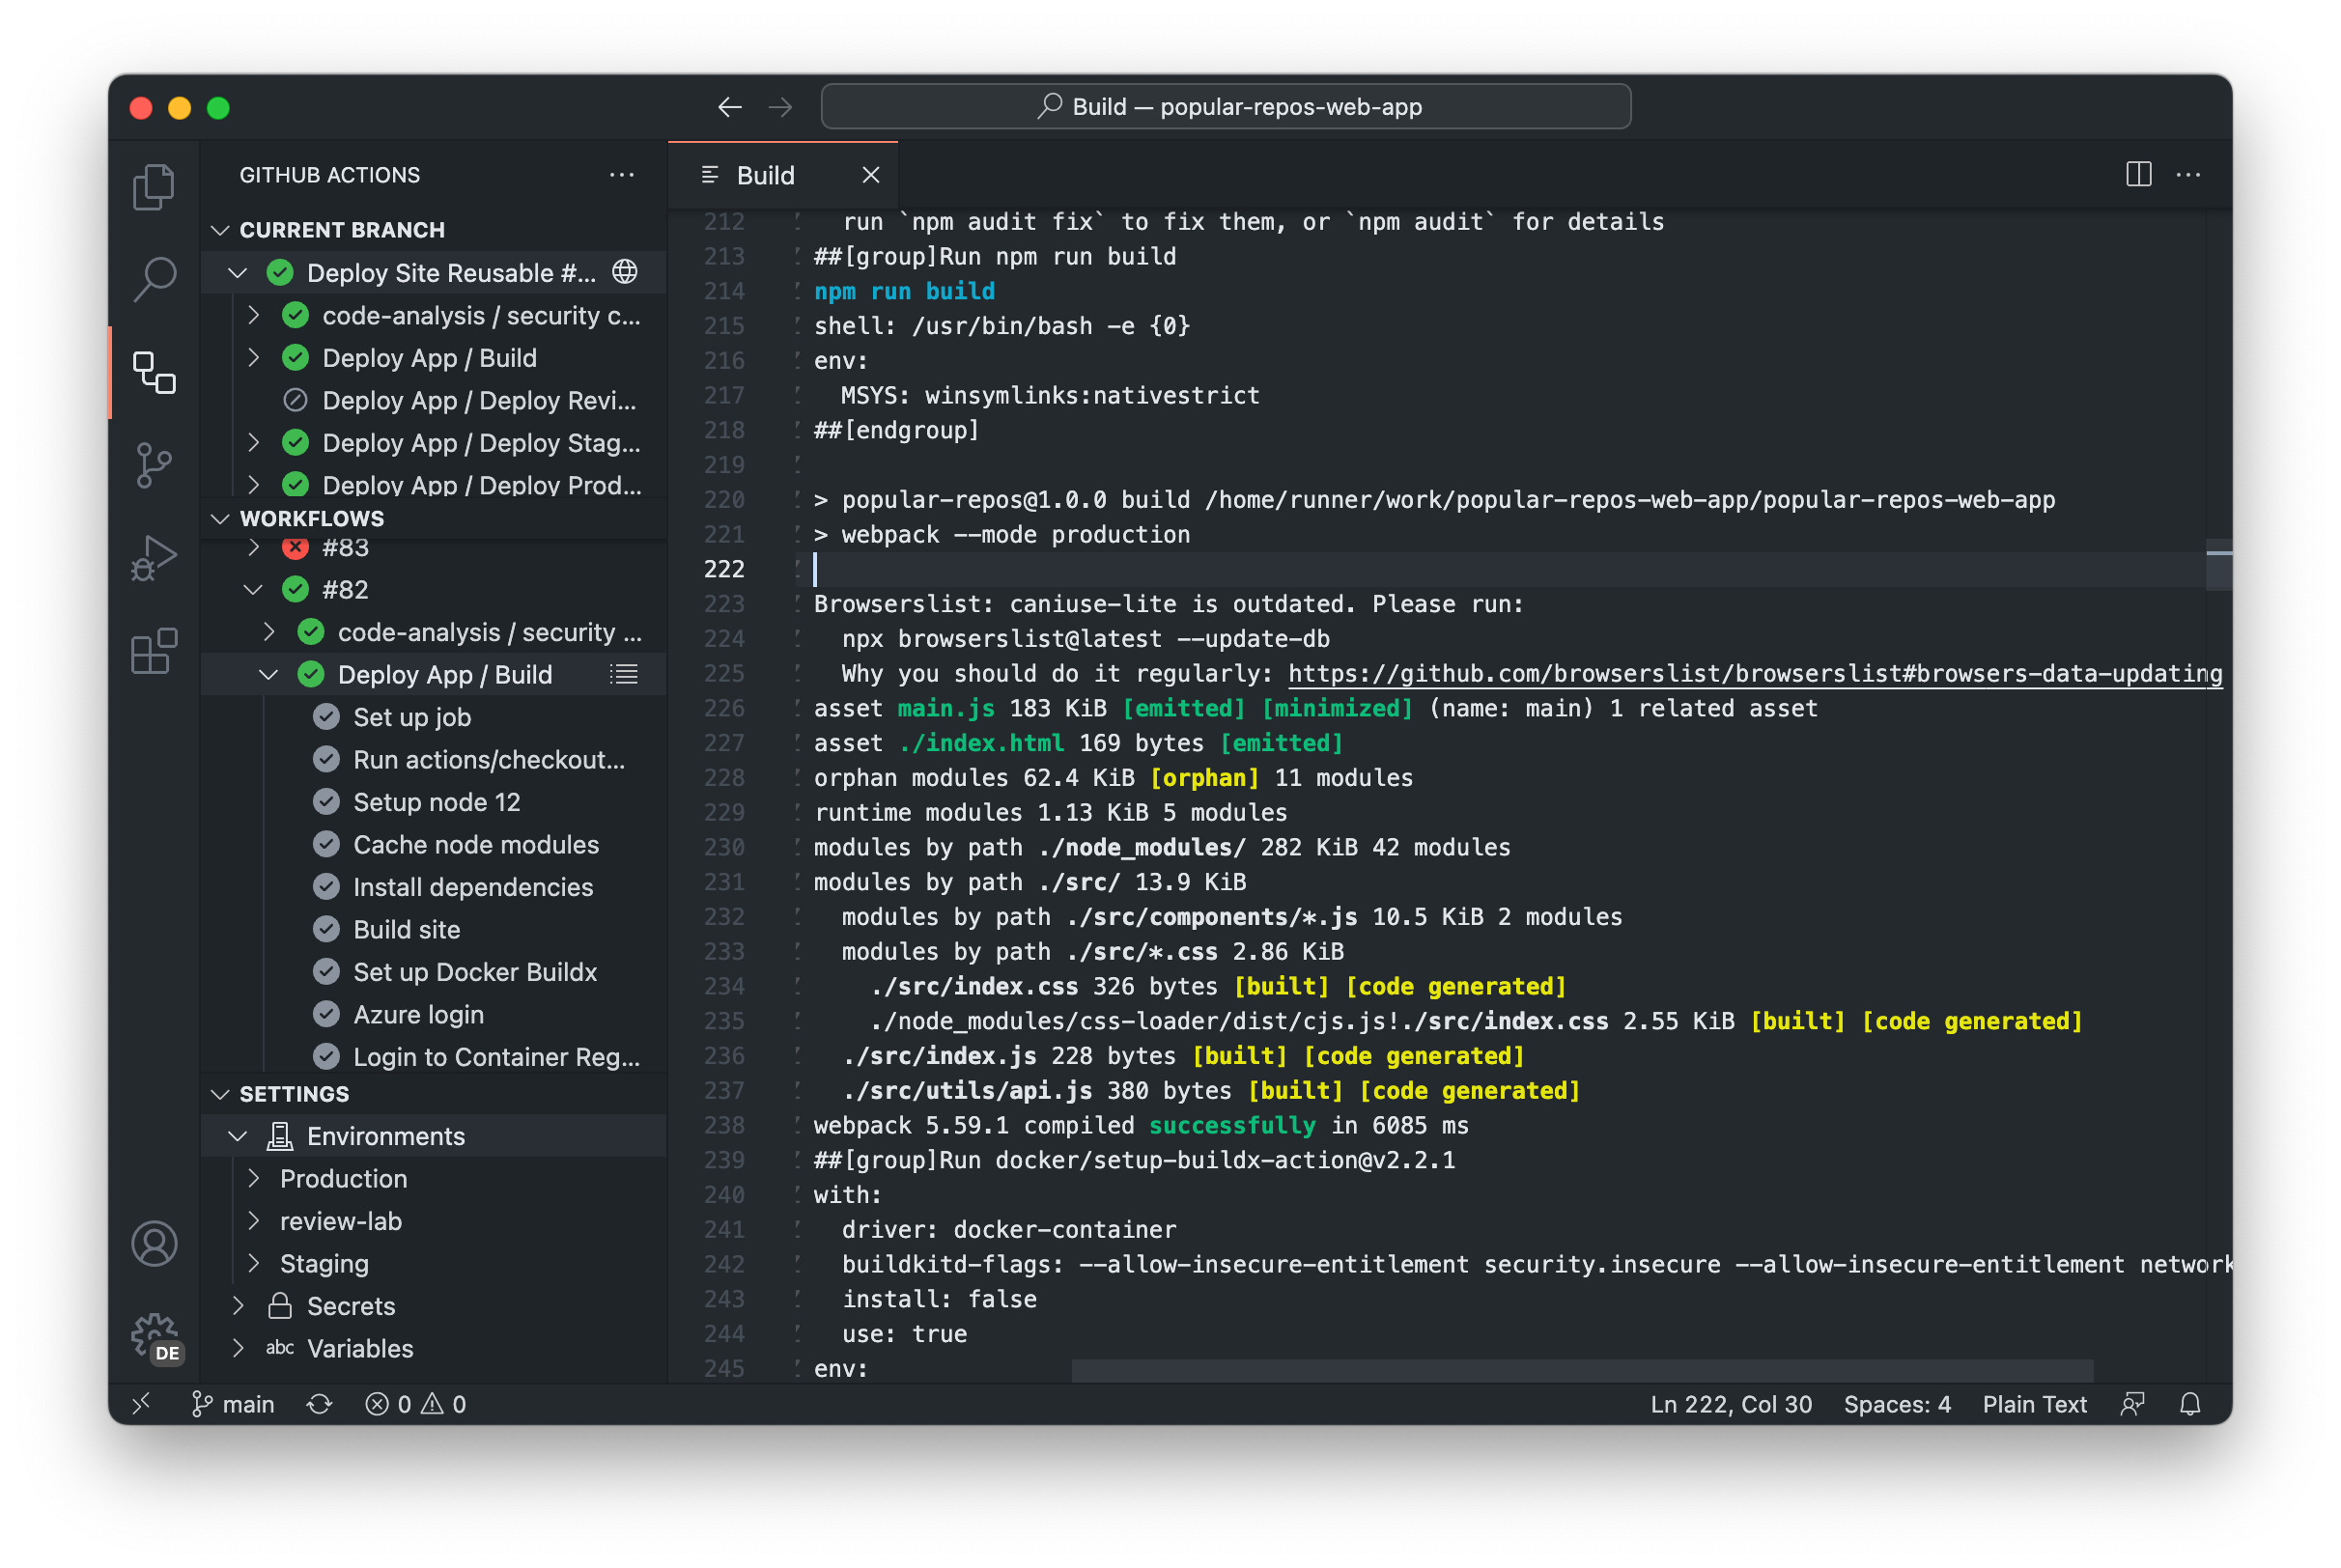 Build — popular-repos-web-app
GITHUB ACTIONS
CURRENT BRANCH
Deploy Site Reusable #...
code-analysis / security c...
Deploy App / Build
Deploy App / Deploy Revi...
Deploy App / Deploy Stag...
Deploy App / Deploy Prod...
WORKFLOWS
#83
#82
code-analysis / security ...
Deploy App / Build
Set up job
Run actions/checkout...
Setup node 12
Cache node modules
Install dependencies
Build site
Set up Docker Buildx
Azure login
Login to Container Reg...
SETTINGS
Environments
Production
review-lab
Staging
Secrets
abc Variables
DE
Build
212 run `npm audit fix` to fix them, or `npm audit` for details
213 ##[group]Run npm run build
214 npm run build
215 shell: /usr/bin/bash -e {0}
216 env:
217 MSYS: winsymlinks:nativestrict
218 ##[endgroup]
219
220 > popular-repos@1.0.0 build /home/runner/work/popular-repos-web-app/popular-repos-web-app
221 > webpack --mode production
222
223 Browserslist: caniuse-lite is outdated. Please run:
224 npx browserslist@latest --update-db
225 Why you should do it regularly: https://github.com/browserslist/browserslist#browsers-data-updating
226 asset main.js 183 KiB [emitted] [minimized] (name: main) 1 related asset
227 asset ./index.html 169 bytes [emitted]
228 orphan modules 62.4 KiB [orphan] 11 modules
229 runtime modules 1.13 KiB 5 modules
230 modules by path ./node_modules/ 282 KiB 42 modules
231 modules by path ./src/ 13.9 KiB
232 modules by path ./src/components/*.js 10.5 KiB 2 modules
233 modules by path ./src/*.css 2.86 KiB
234 ./src/index.css 326 bytes [built] [code generated]
235 ./node_modules/css-loader/dist/cjs.js!./src/index.css 2.55 KiB [built] [code generated]
236 ./src/index.js 228 bytes [built] [code generated]
237 ./src/utils/api.js 380 bytes [built] [code generated]
238 webpack 5.59.1 compiled successfully in 6085 ms
239 ##[group]Run docker/setup-buildx-action@v2.2.1
240 with:
241 driver: docker-container
242 buildkitd-flags: --allow-insecure-entitlement security.insecure --allow-insecure-entitlement network
243 install: false
244 use: true
245 env:
main 0 0 Ln 222, Col 30 Spaces: 4 Plain Text